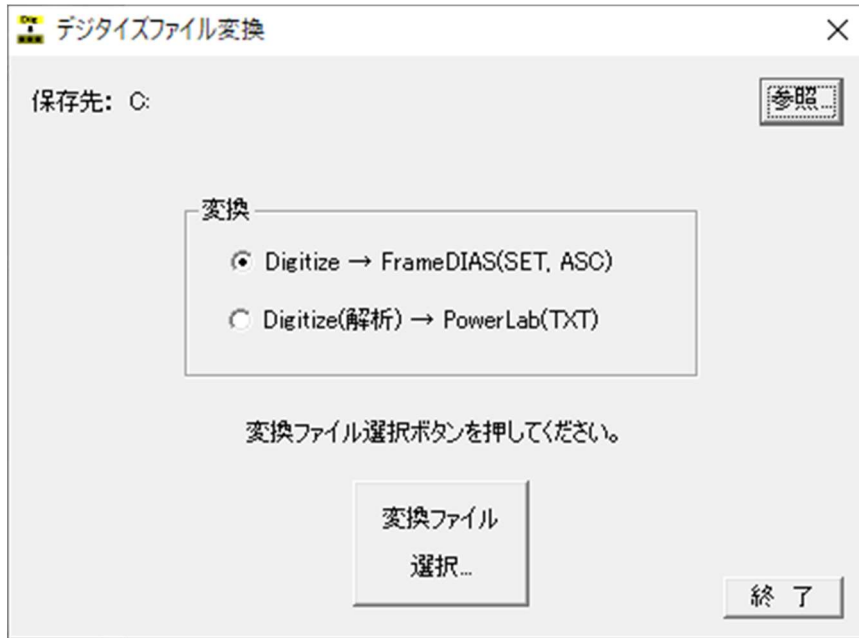 Dig
デジタイズファイル変換
保存先: C:
参照...
変換
Digitize → FrameDIAS(SET, ASC)
Digitize(解析) → PowerLab(TXT)
変換ファイル選択ボタンを押してください。
変換ファイル
選択...
終 了